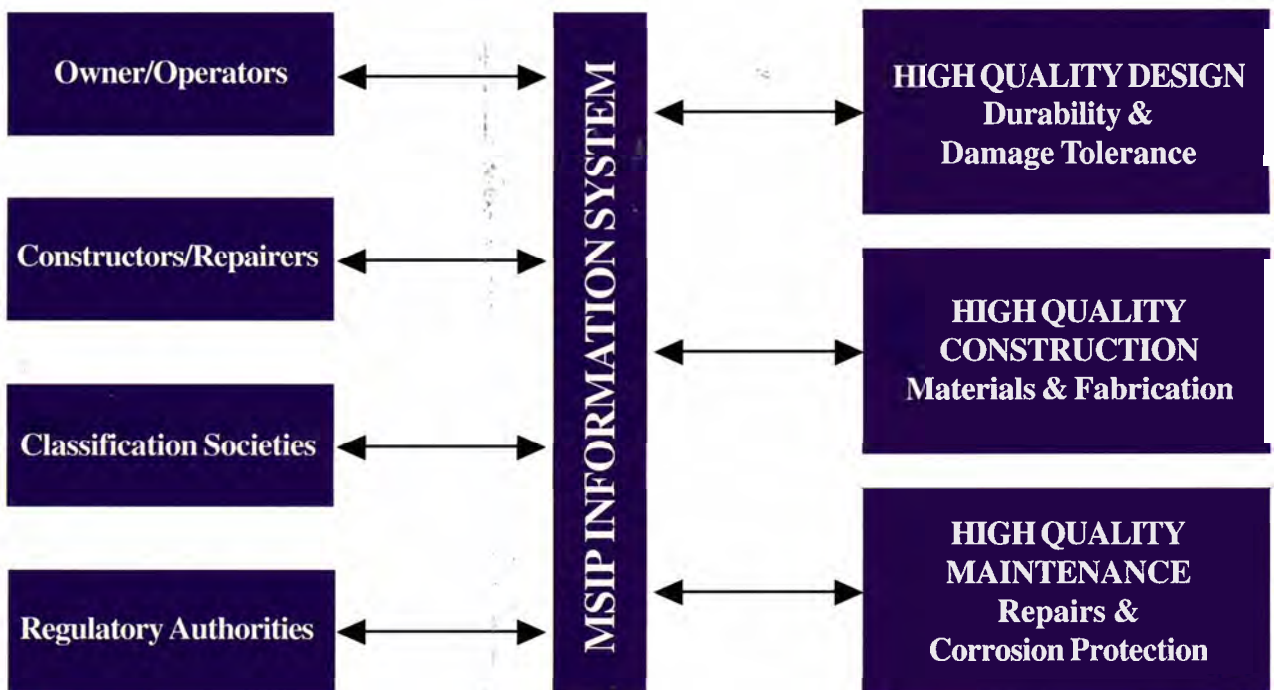 Owner/Operators
Constructors/Repairers
Classification Societies
Regulatory Authorities
MSIP INFORMATION SYSTEM
HIGH QUALITY DESIGN
Durability &
Damage Tolerance
HIGH QUALITY
CONSTRUCTION
Materials & Fabrication
HIGH QUALITY
MAINTENANCE
Repairs &
Corrosion Protection